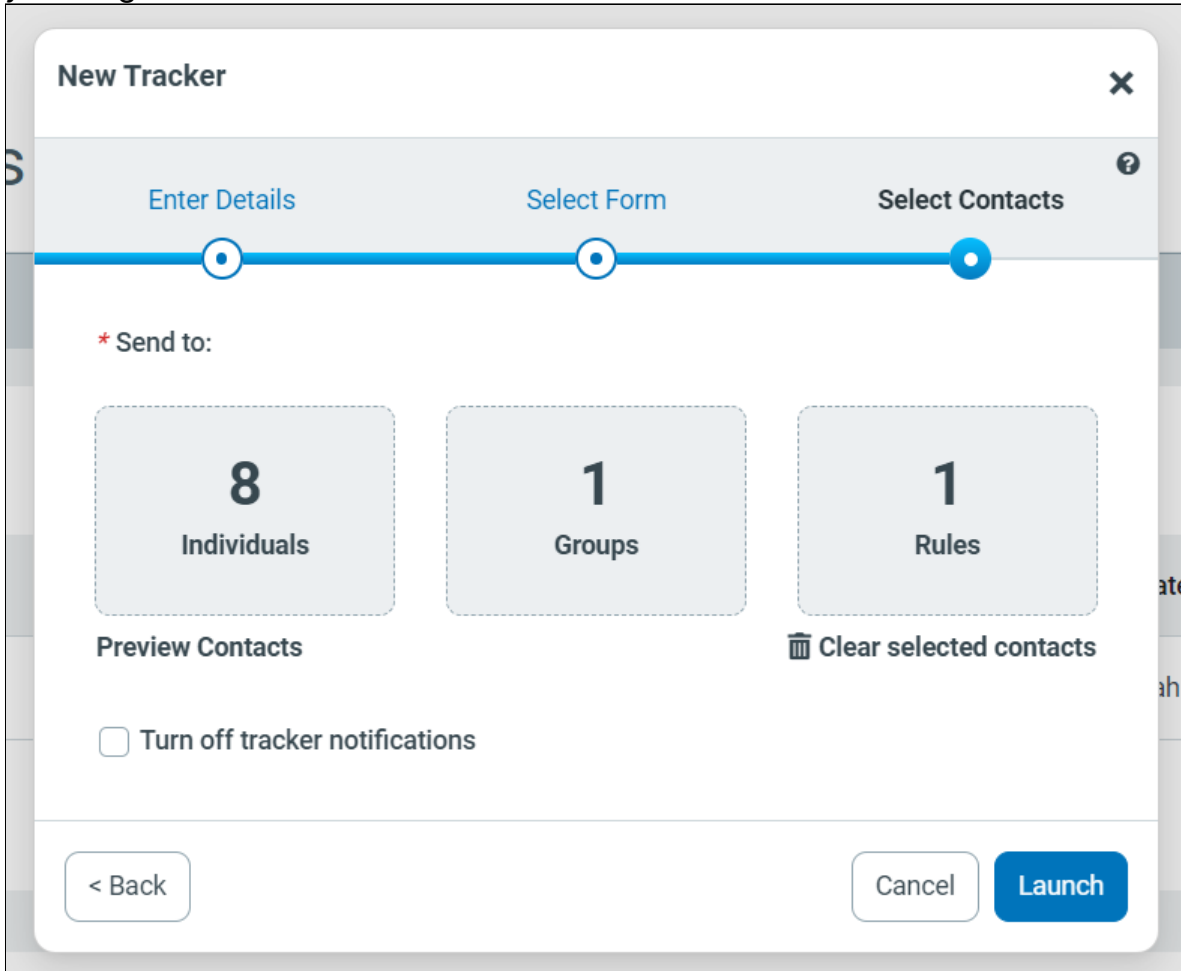 New Tracker
S
Enter Details
Select Form
Select Contacts
* Send to:
8
Individuals
1
Groups
1
Rules
Preview Contacts
Clear selected contacts
Turn off tracker notifications
< Back
Cancel
Launch